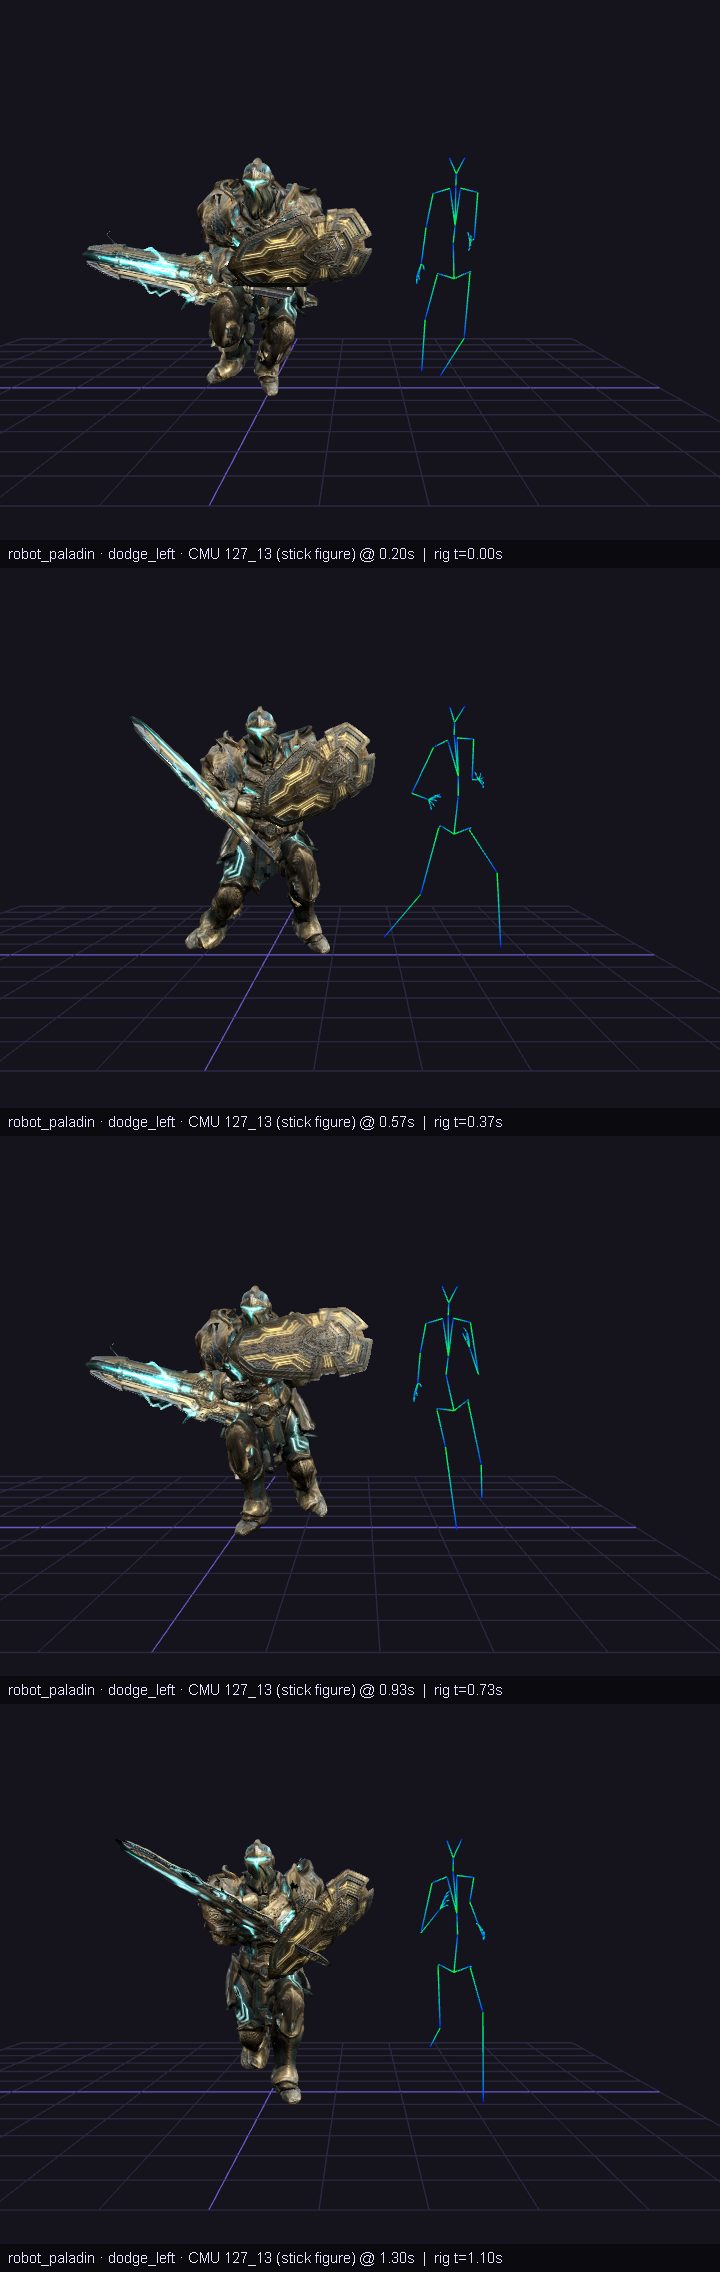 robot_paladin · dodge_left · CMU 127_13 (stick figure) @ 0.20s | rig t=0.00s
robot_paladin · dodge_left · CMU 127_13 (stick figure) @ 0.57s | rig t=0.37s
robot_paladin · dodge_left · CMU 127_13 (stick figure) @ 0.93s | rig t=0.73s
robot_paladin · dodge_left · CMU 127_13 (stick figure) @ 1.30s | rig t=1.10s